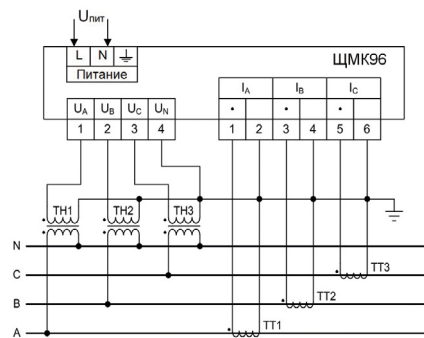 Uпит
L N
Питание
ЩМК96
UA UB UC UN
1 2 3 4
IA IB IC
1 2 3 4 5 6
ТН1 ТН2 ТН3
N
C
ТТ3
B
ТТ2
A
ТТ1